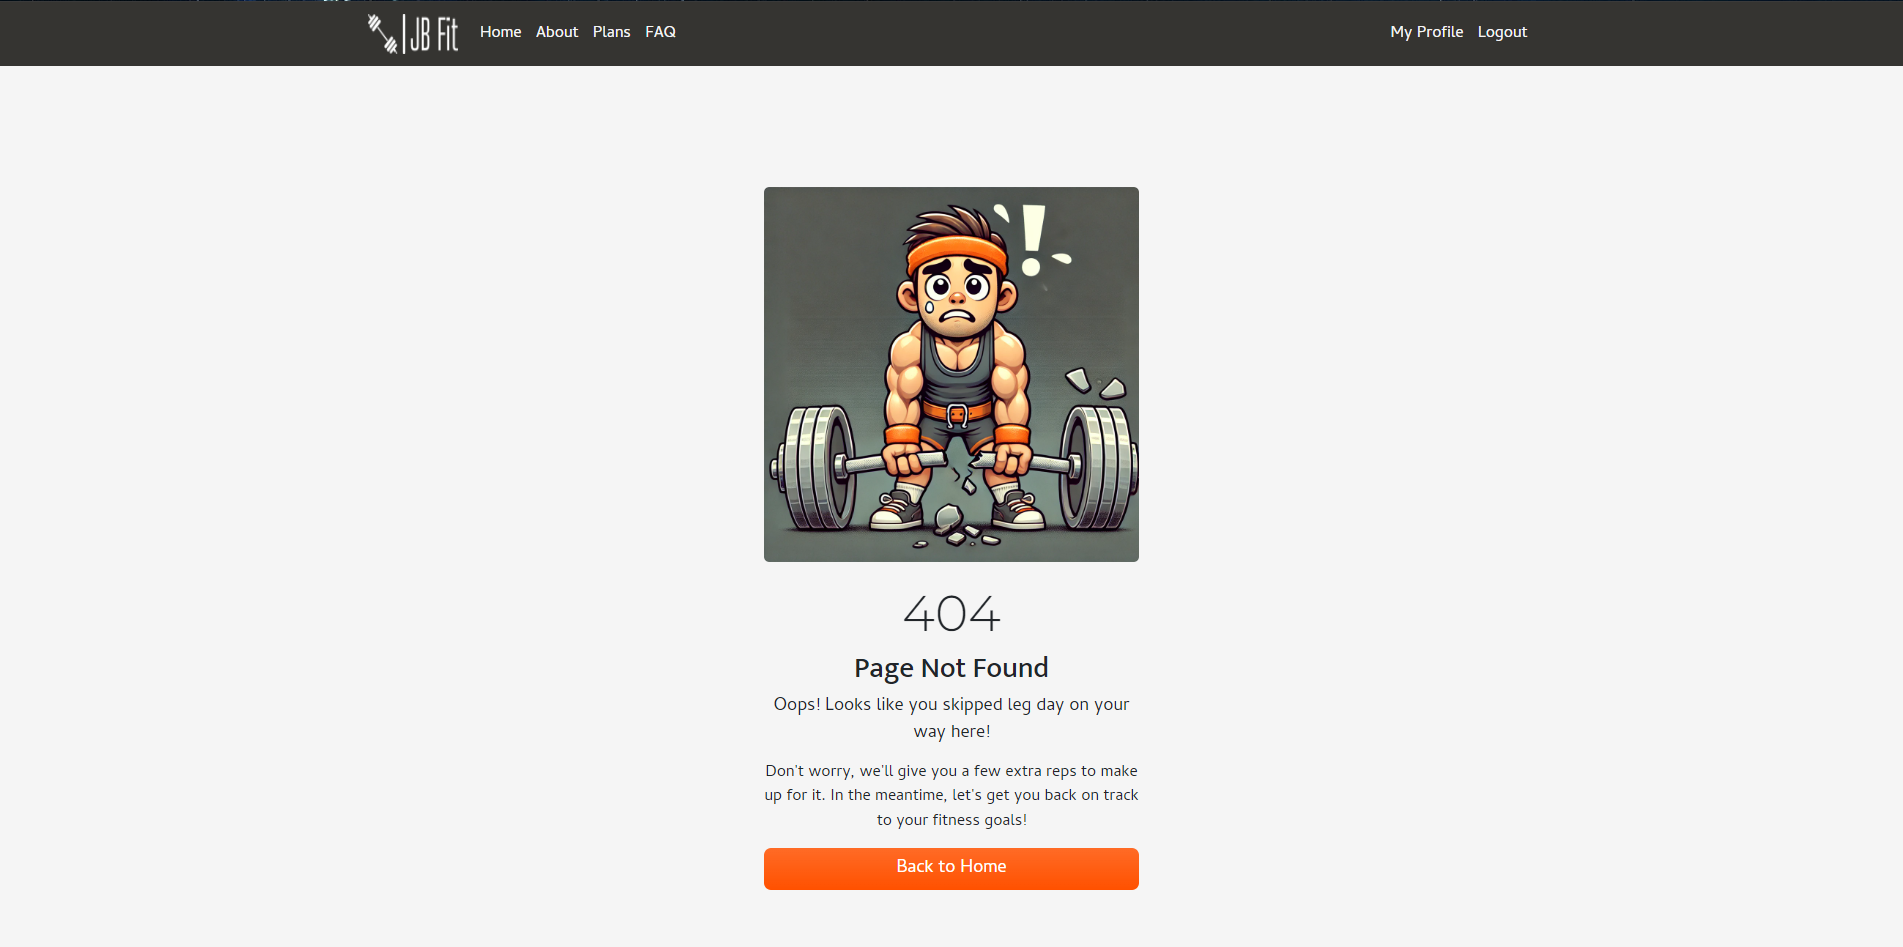 JB Fit
Home About Plans FAQ
My Profile Logout
!
404
Page Not Found
Oops! Looks like you skipped leg day on your
way here!
Don't worry, we'll give you a few extra reps to make
up for it. In the meantime, let's get you back on track
to your fitness goals!
Back to Home